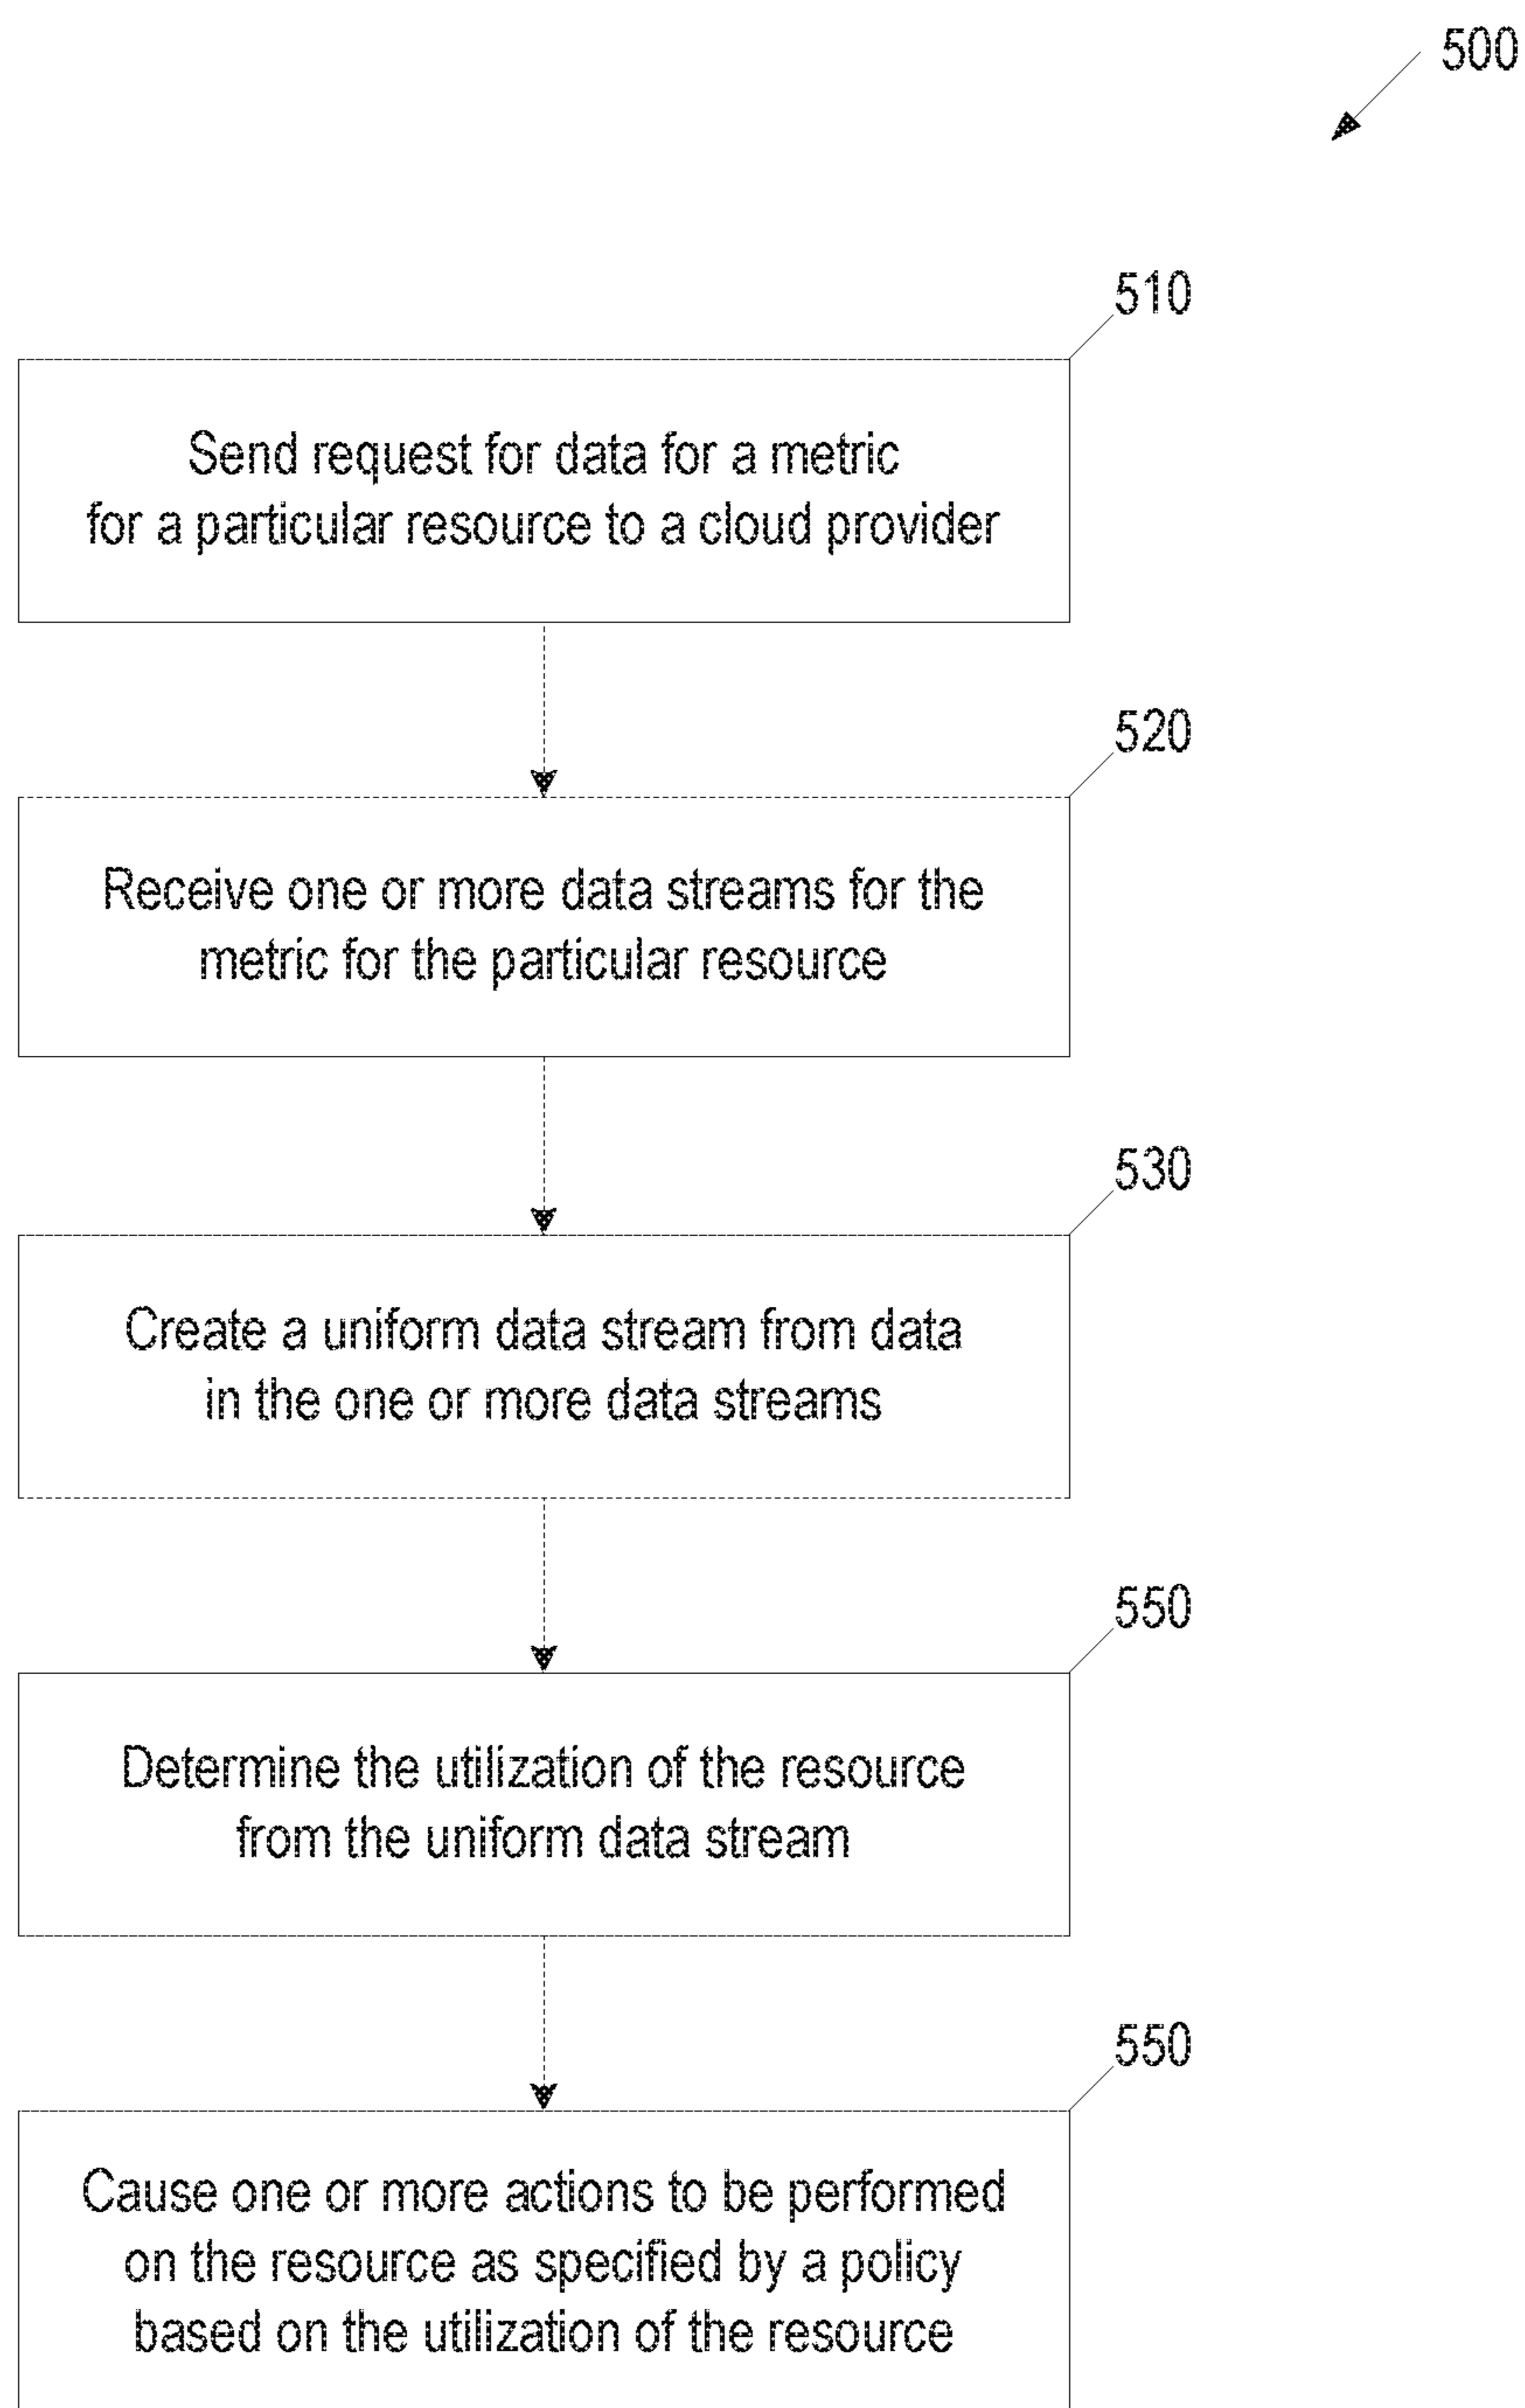 500
510
Send request for data for a metric
for a particular resource to a cloud provider
520
Receive one or more data streams for the
metric for the particular resource
530
Create a uniform data stream from data
in the one or more data streams
550
Determine the utilization of the resource
from the uniform data stream
550
Cause one or more actions to be performed
on the resource as specified by a policy
based on the utilization of the resource